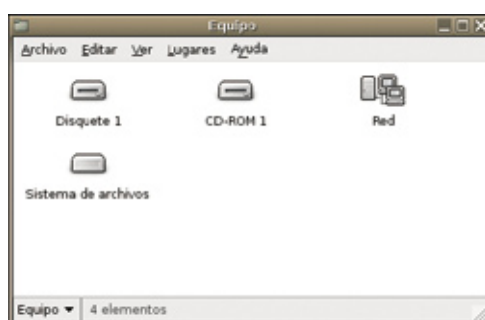 Equipo
Archivo Editar Ver Lugares Ayuda
Disquete 1 CD-ROM 1 Red
Sistema de archivos
Equipo 4 elementos